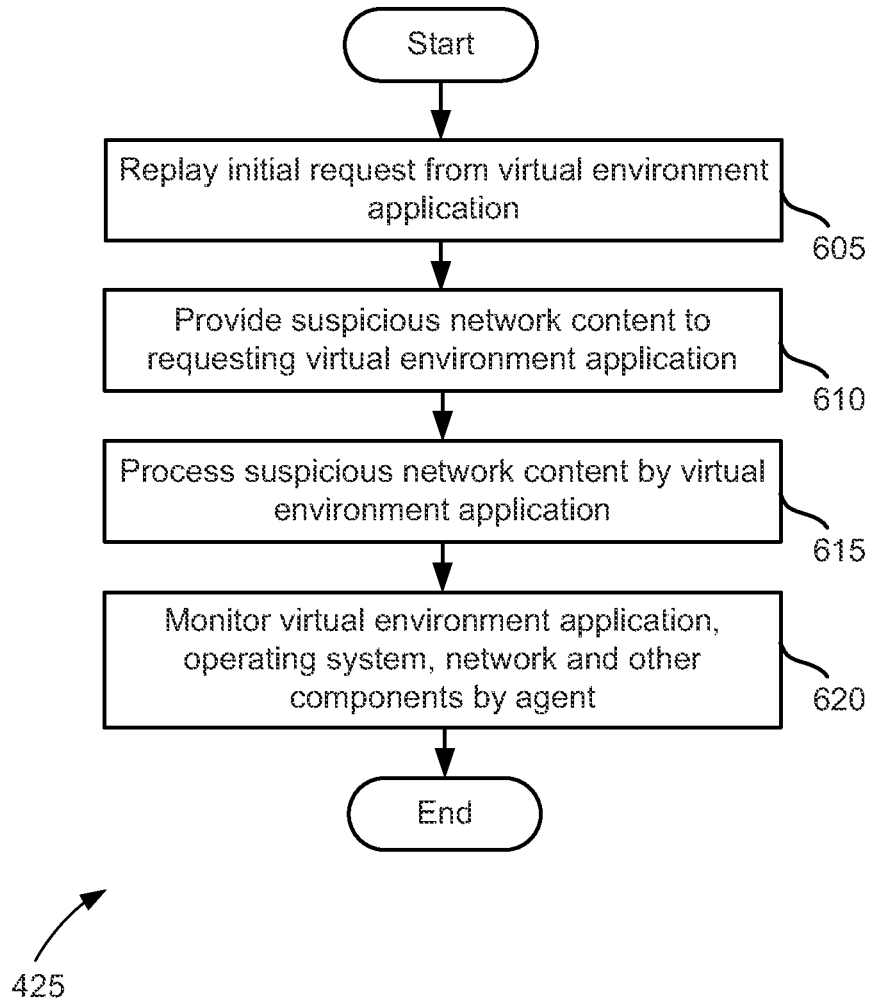 Start
Replay initial request from virtual environment
application
605
Provide suspicious network content to
requesting virtual environment application
610
Process suspicious network content by virtual
environment application
615
Monitor virtual environment application,
operating system, network and other
components by agent
620
End
425